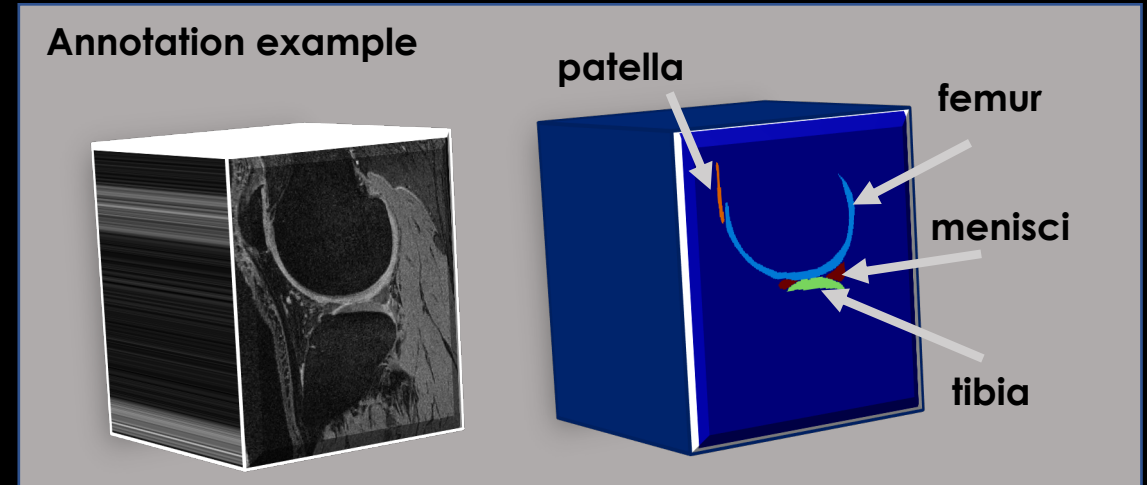 Annotation example
patella
femur
menisci
tibia